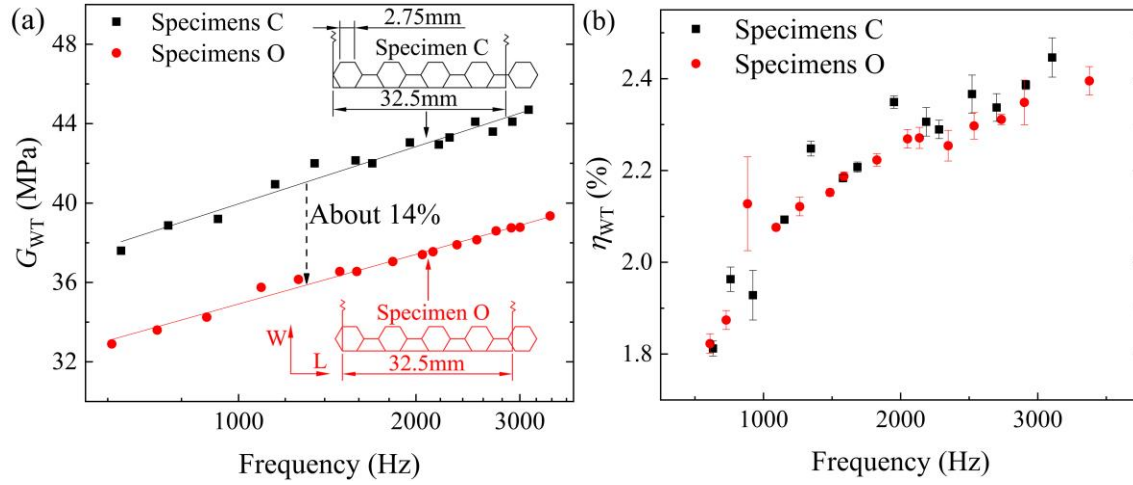 (a)
Specimens C
Specimens O
2.75mm
Specimen C
32.5mm
About 14%
Specimen O
W
L
32.5mm
48
44
40
36
32
G_WT (MPa)
1000
2000
3000
Frequency (Hz)
(b)
Specimens C
Specimens O
2.4
2.2
2.0
1.8
η_WT (%)
1000
2000
3000
Frequency (Hz)